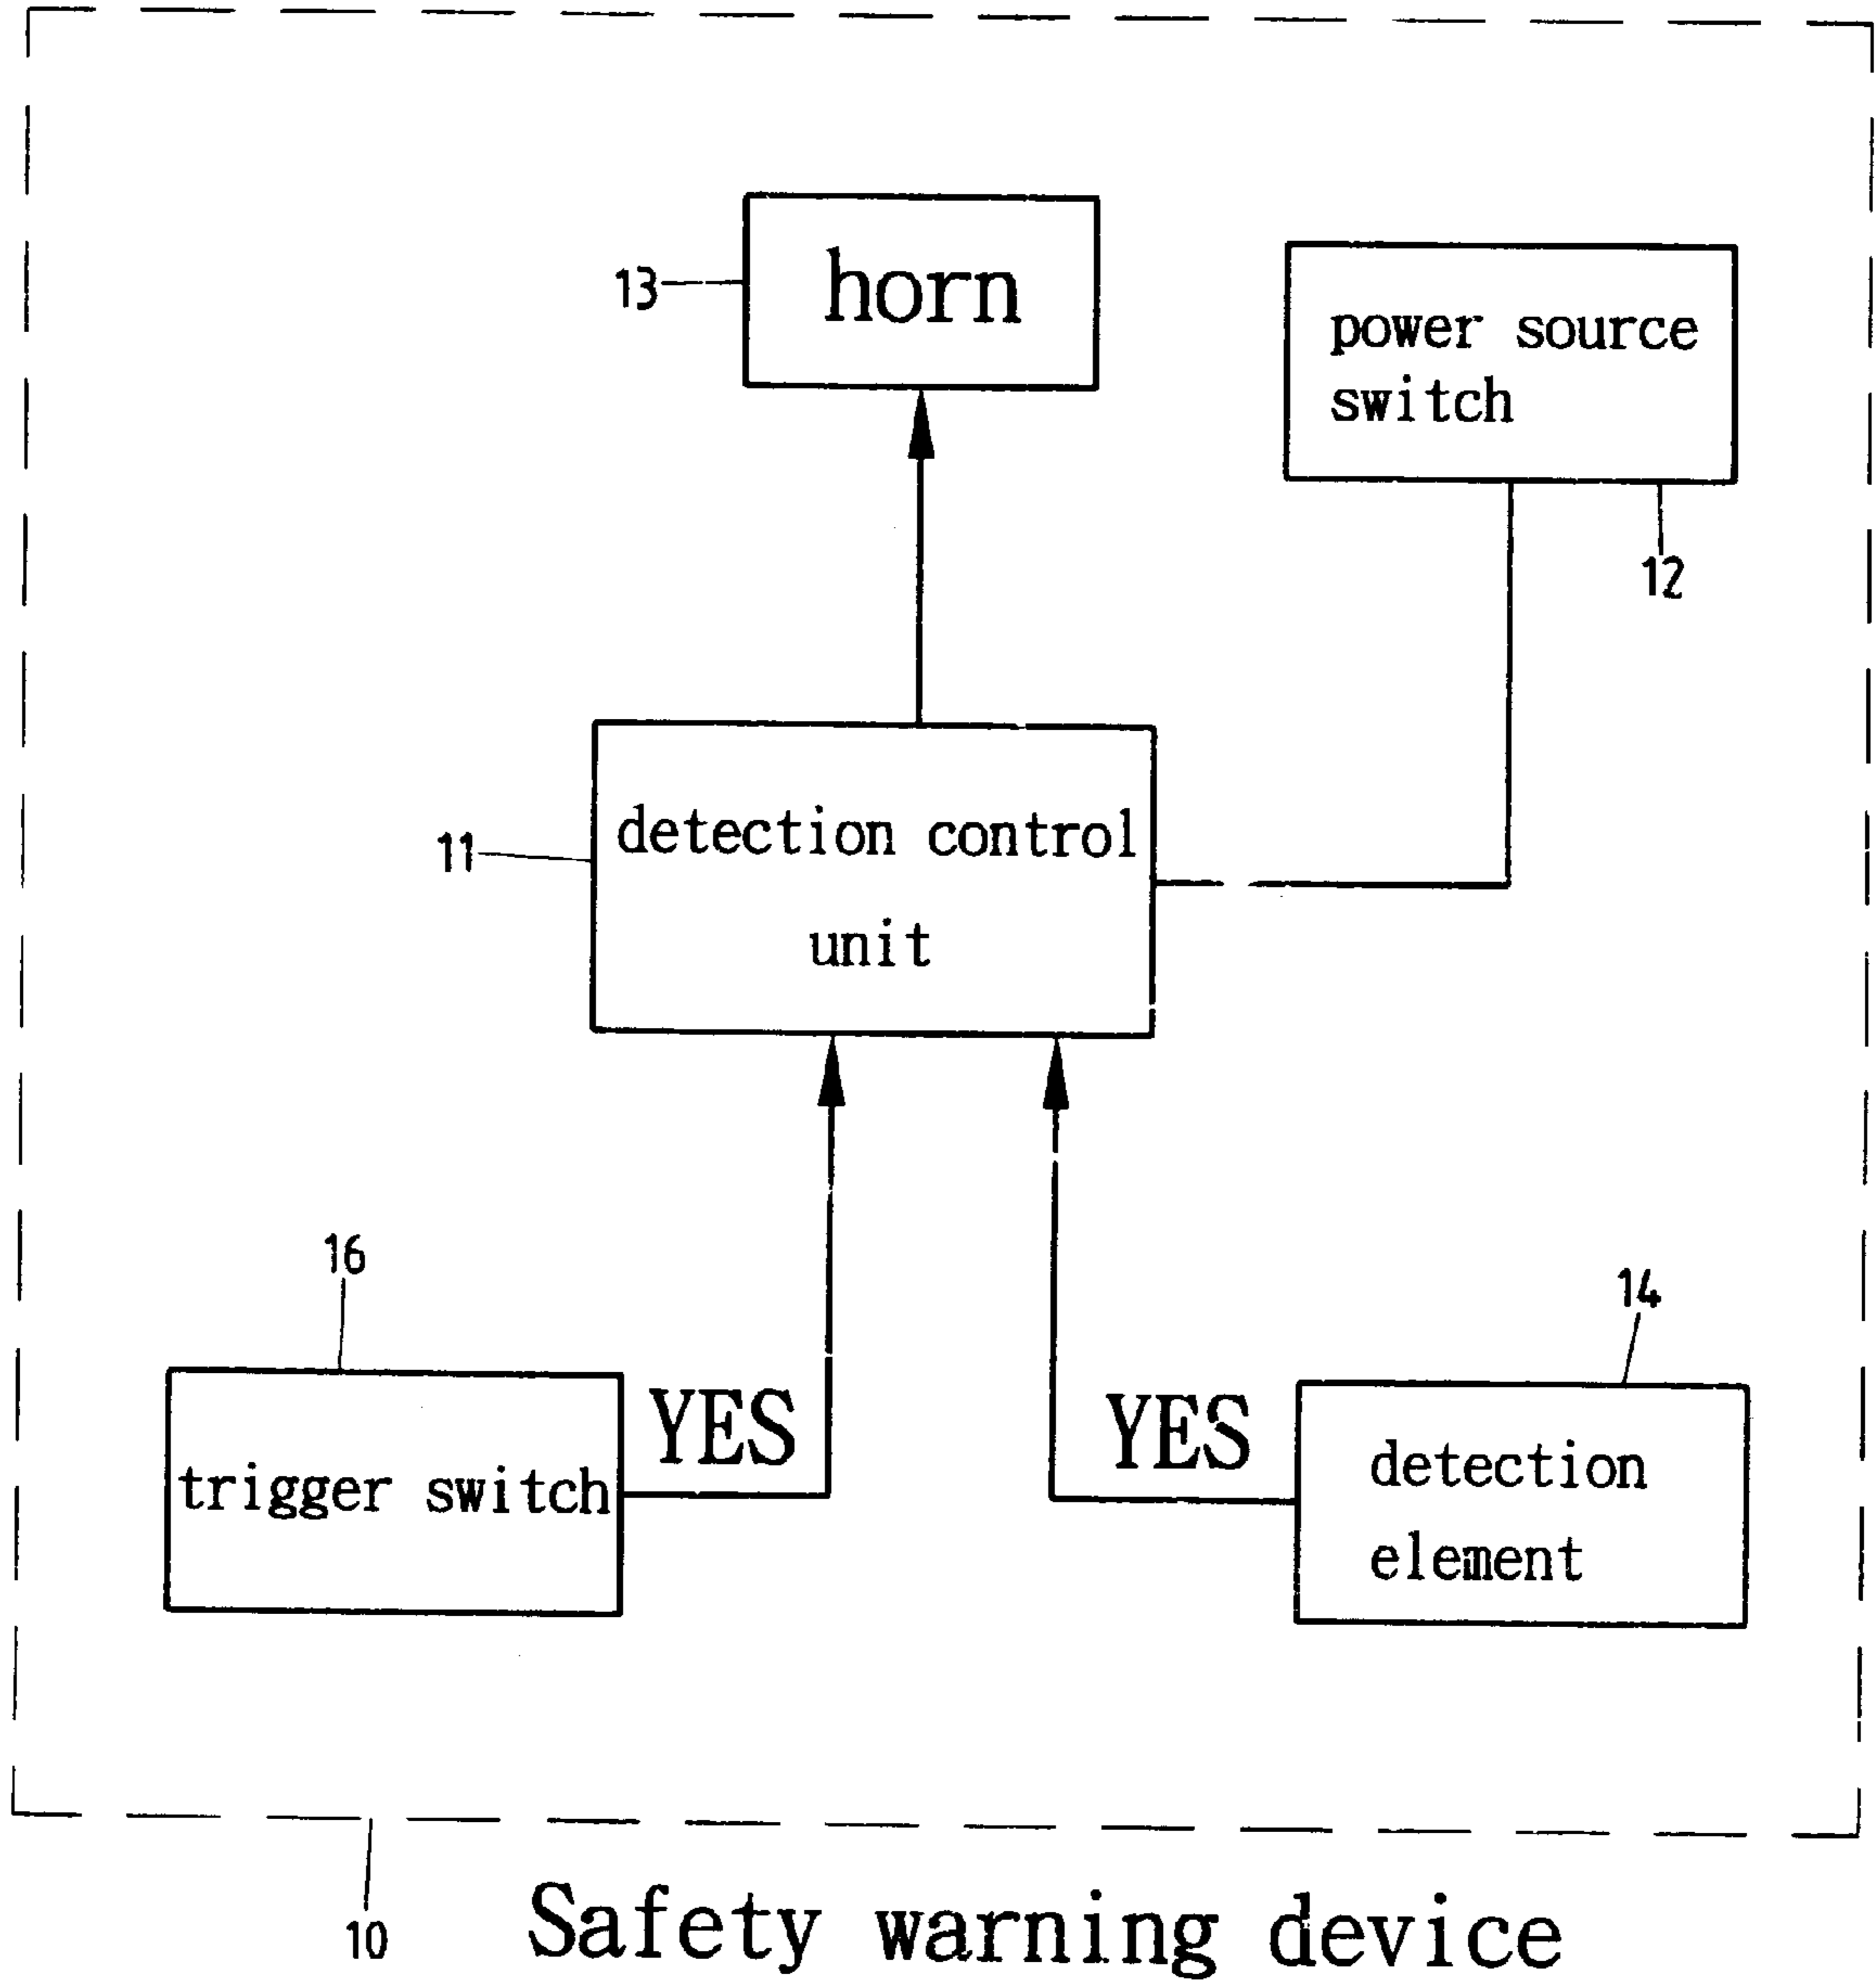 horn
13
power source
switch
12
detection control
unit
11
16
14
YES
YES
trigger switch
detection
element
10
Safety warning device